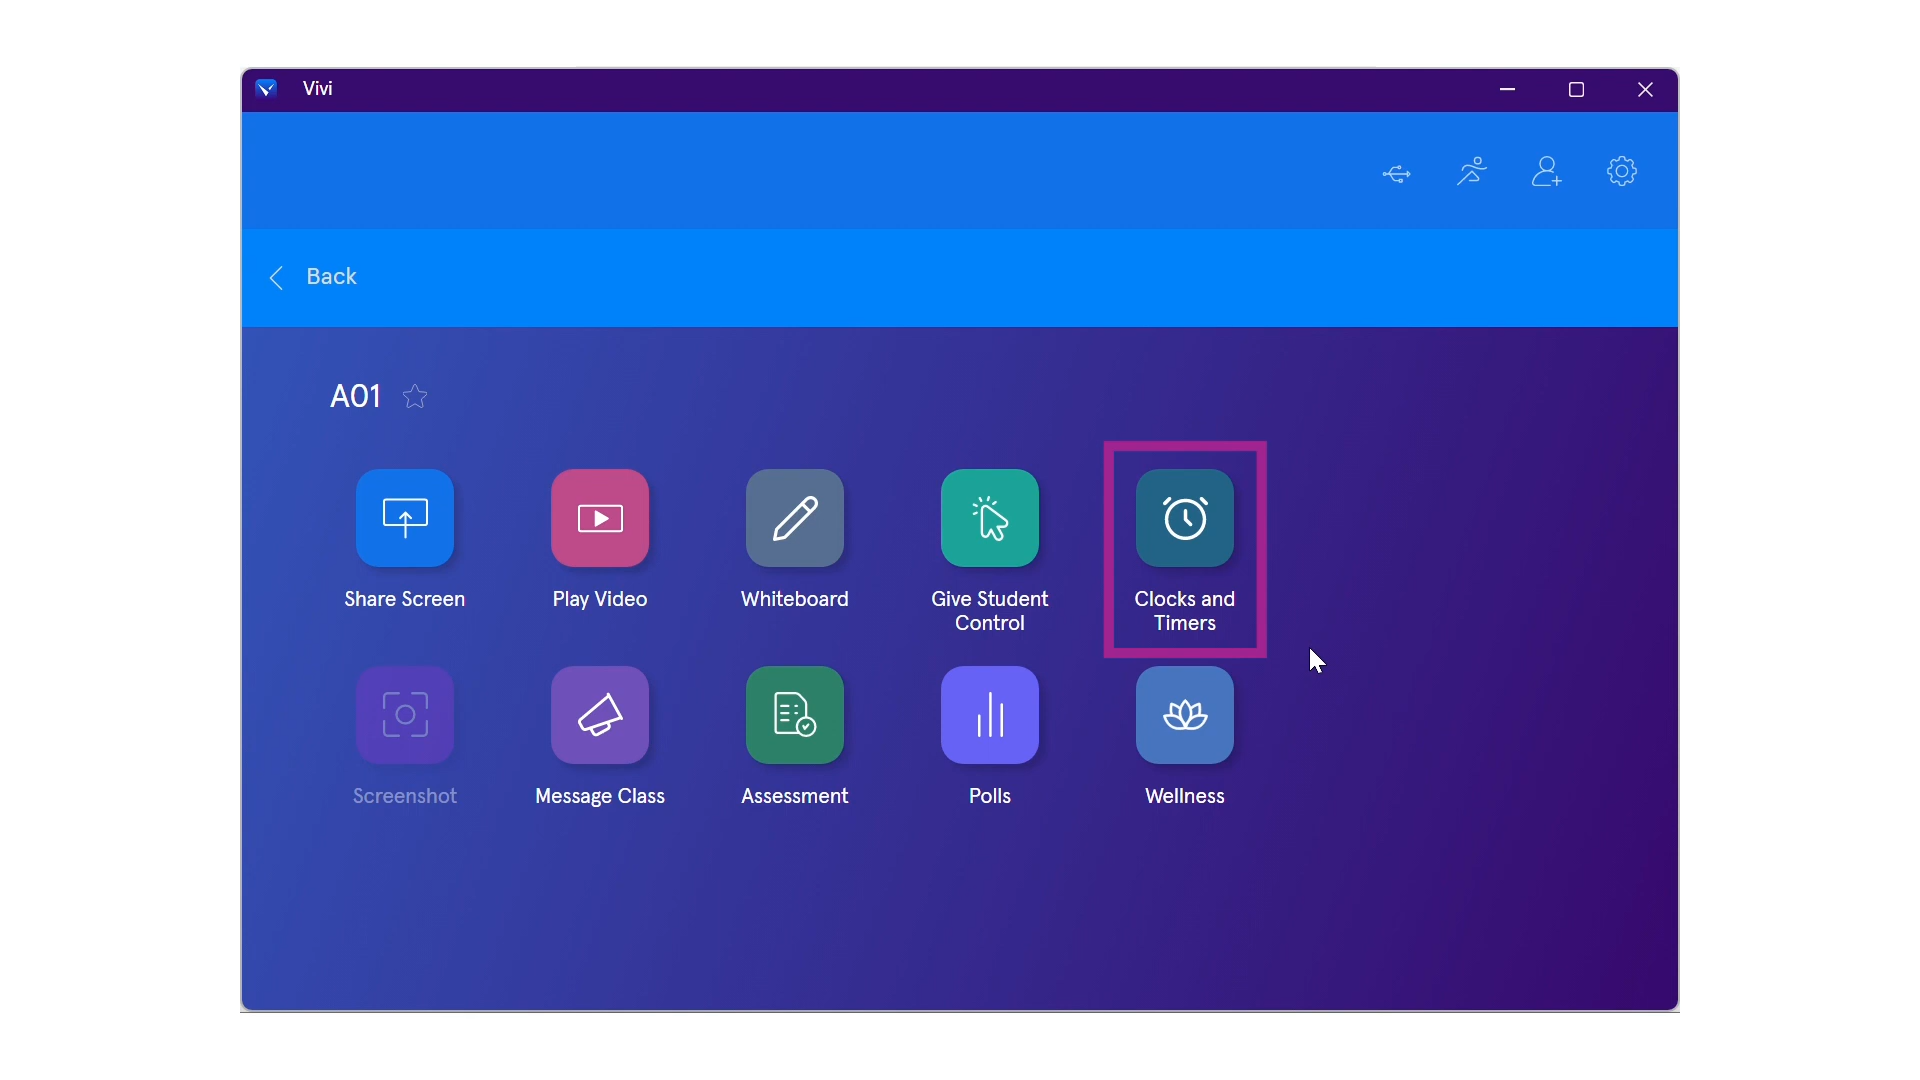 Vivi
Back
A01
Share Screen
Play Video
Whiteboard
Give Student
Control
Clocks and
Timers
Screenshot
Message Class
Assessment
Polls
Wellness